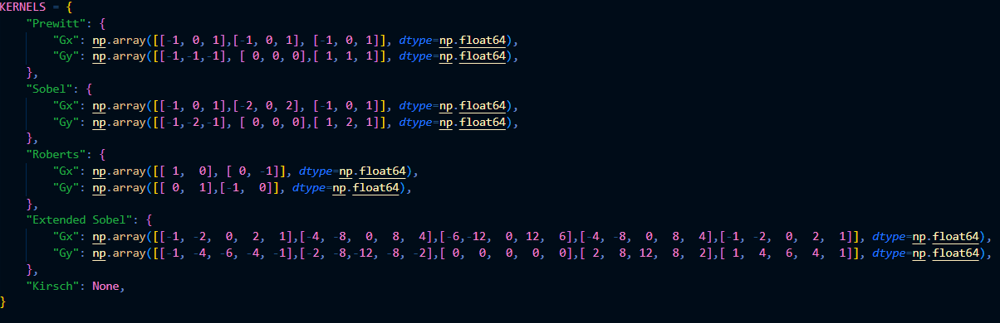 KERNELS = {
    "Prewitt": {
        "Gx": np.array([[-1, 0, 1],[-1, 0, 1], [-1, 0, 1]], dtype=np.float64),
        "Gy": np.array([[-1,-1,-1], [ 0, 0, 0],[ 1, 1, 1]], dtype=np.float64),
    },
    "Sobel": {
        "Gx": np.array([[-1, 0, 1],[-2, 0, 2], [-1, 0, 1]], dtype=np.float64),
        "Gy": np.array([[-1,-2,-1], [ 0, 0, 0],[ 1, 2, 1]], dtype=np.float64),
    },
    "Roberts": {
        "Gx": np.array([[ 1,  0], [ 0, -1]], dtype=np.float64),
        "Gy": np.array([[ 0,  1],[-1,  0]], dtype=np.float64),
    },
    "Extended Sobel": {
        "Gx": np.array([[-1, -2,  0,  2,  1],[-4, -8,  0,  8,  4],[-6,-12,  0, 12,  6],[-4, -8,  0,  8,  4],[-1, -2,  0,  2,  1]], dtype=np.float64),
        "Gy": np.array([[-1, -4, -6, -4, -1],[-2, -8,-12, -8, -2],[ 0,  0,  0,  0,  0],[ 2,  8, 12,  8,  2],[ 1,  4,  6,  4,  1]], dtype=np.float64),
    },
    "Kirsch": None,
}